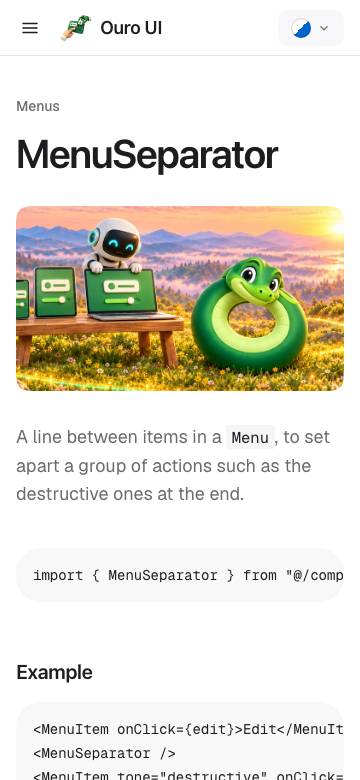 Ouro UI
Menus
MenuSeparator
A line between items in a Menu, to set
apart a group of actions such as the
destructive ones at the end.
import { MenuSeparator } from "@/comp
Example
<MenuItem onClick={edit}>Edit</MenuIt
<MenuSeparator />
<MenuItem tone="destructive" onClick=